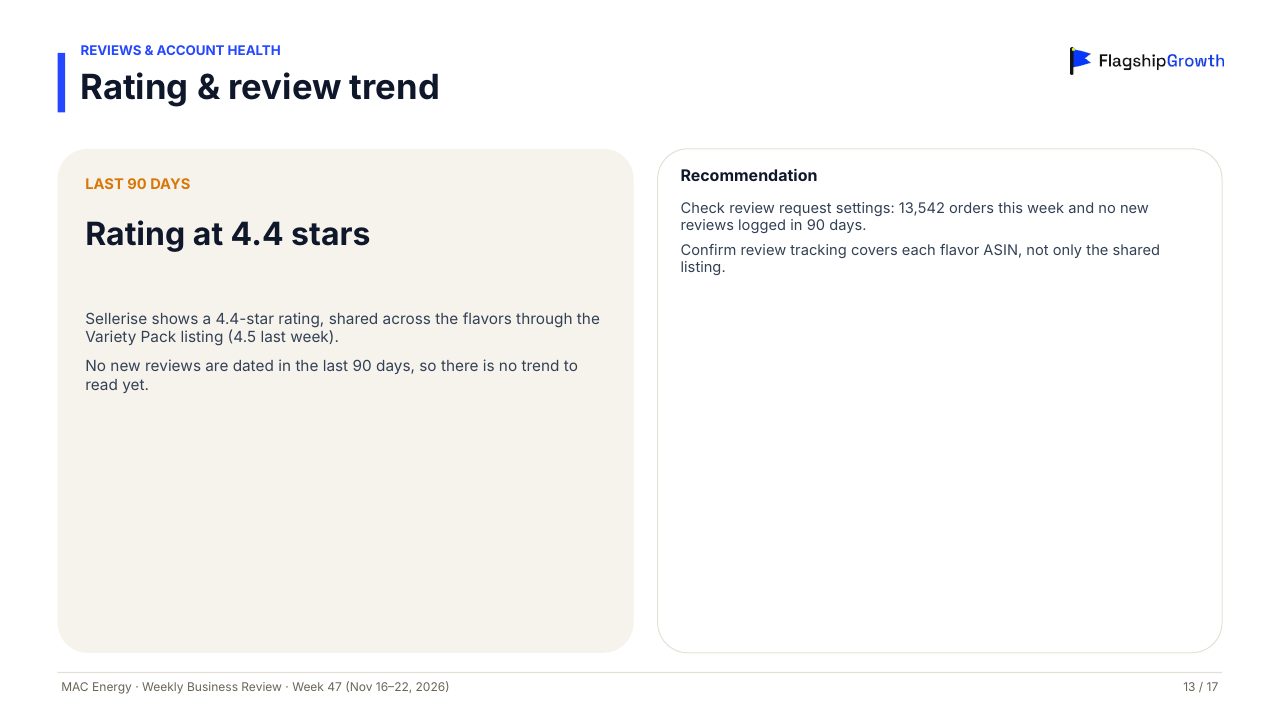 REVIEWS & ACCOUNT HEALTH
Rating & review trend
FlagshipGrowth
LAST 90 DAYS
Rating at 4.4 stars
Sellerise shows a 4.4-star rating, shared across the flavors through the
Variety Pack listing (4.5 last week).
No new reviews are dated in the last 90 days, so there is no trend to
read yet.
Recommendation
Check review request settings: 13,542 orders this week and no new
reviews logged in 90 days.
Confirm review tracking covers each flavor ASIN, not only the shared
listing.
MAC Energy · Weekly Business Review · Week 47 (Nov 16–22, 2026)
13 / 17